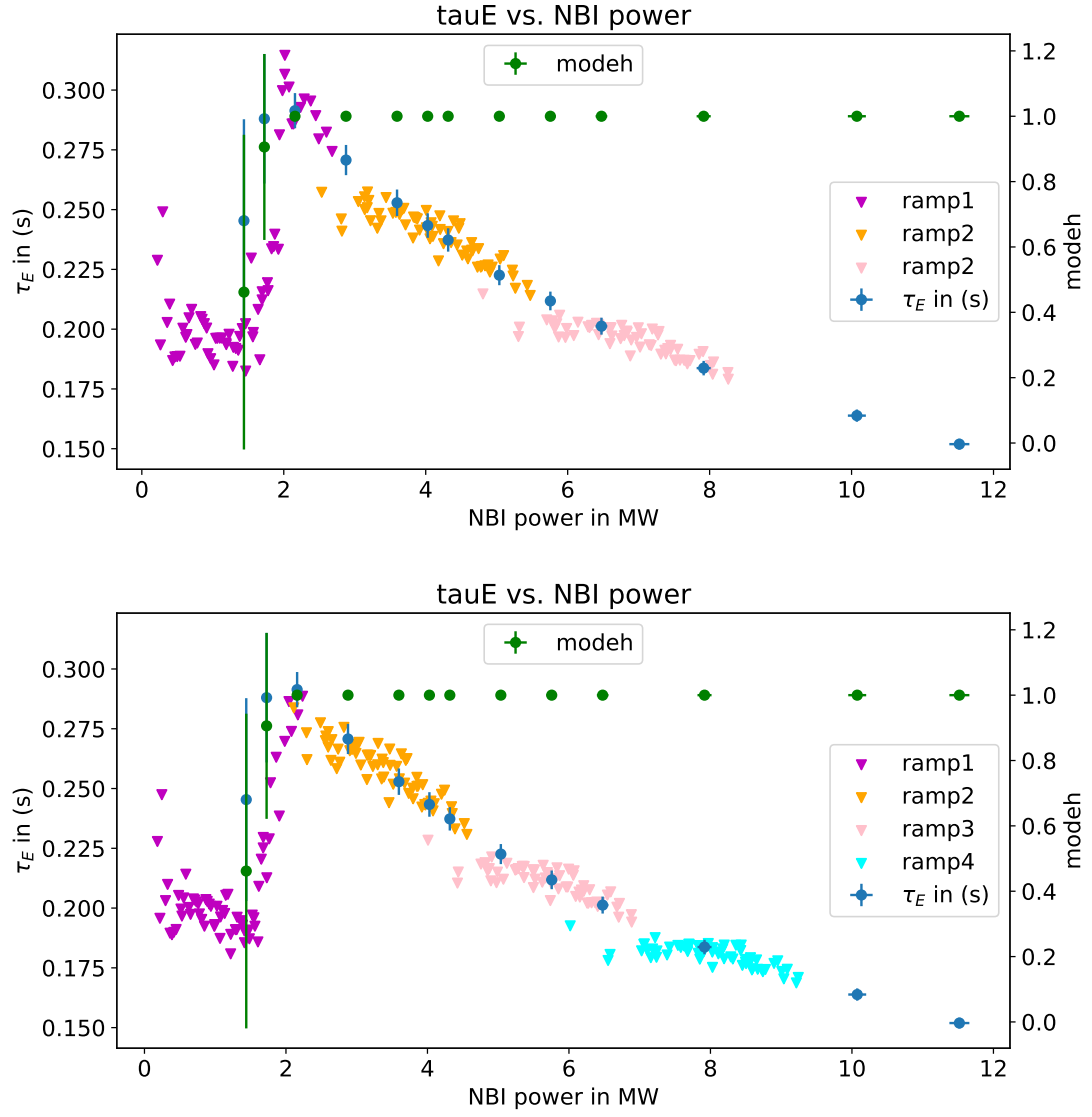 tauE vs. NBI power
modeh
0.300
0.275
0.250
0.225
0.200
0.175
0.150
τ_E in (s)
1.2
1.0
0.8
0.6
0.4
0.2
0.0
modeh
ramp1
ramp2
ramp2
τ_E in (s)
0 2 4 6 8 10 12
NBI power in MW
tauE vs. NBI power
modeh
0.300
0.275
0.250
0.225
0.200
0.175
0.150
τ_E in (s)
1.2
1.0
0.8
0.6
0.4
0.2
0.0
modeh
ramp1
ramp2
ramp3
ramp4
τ_E in (s)
0 2 4 6 8 10 12
NBI power in MW